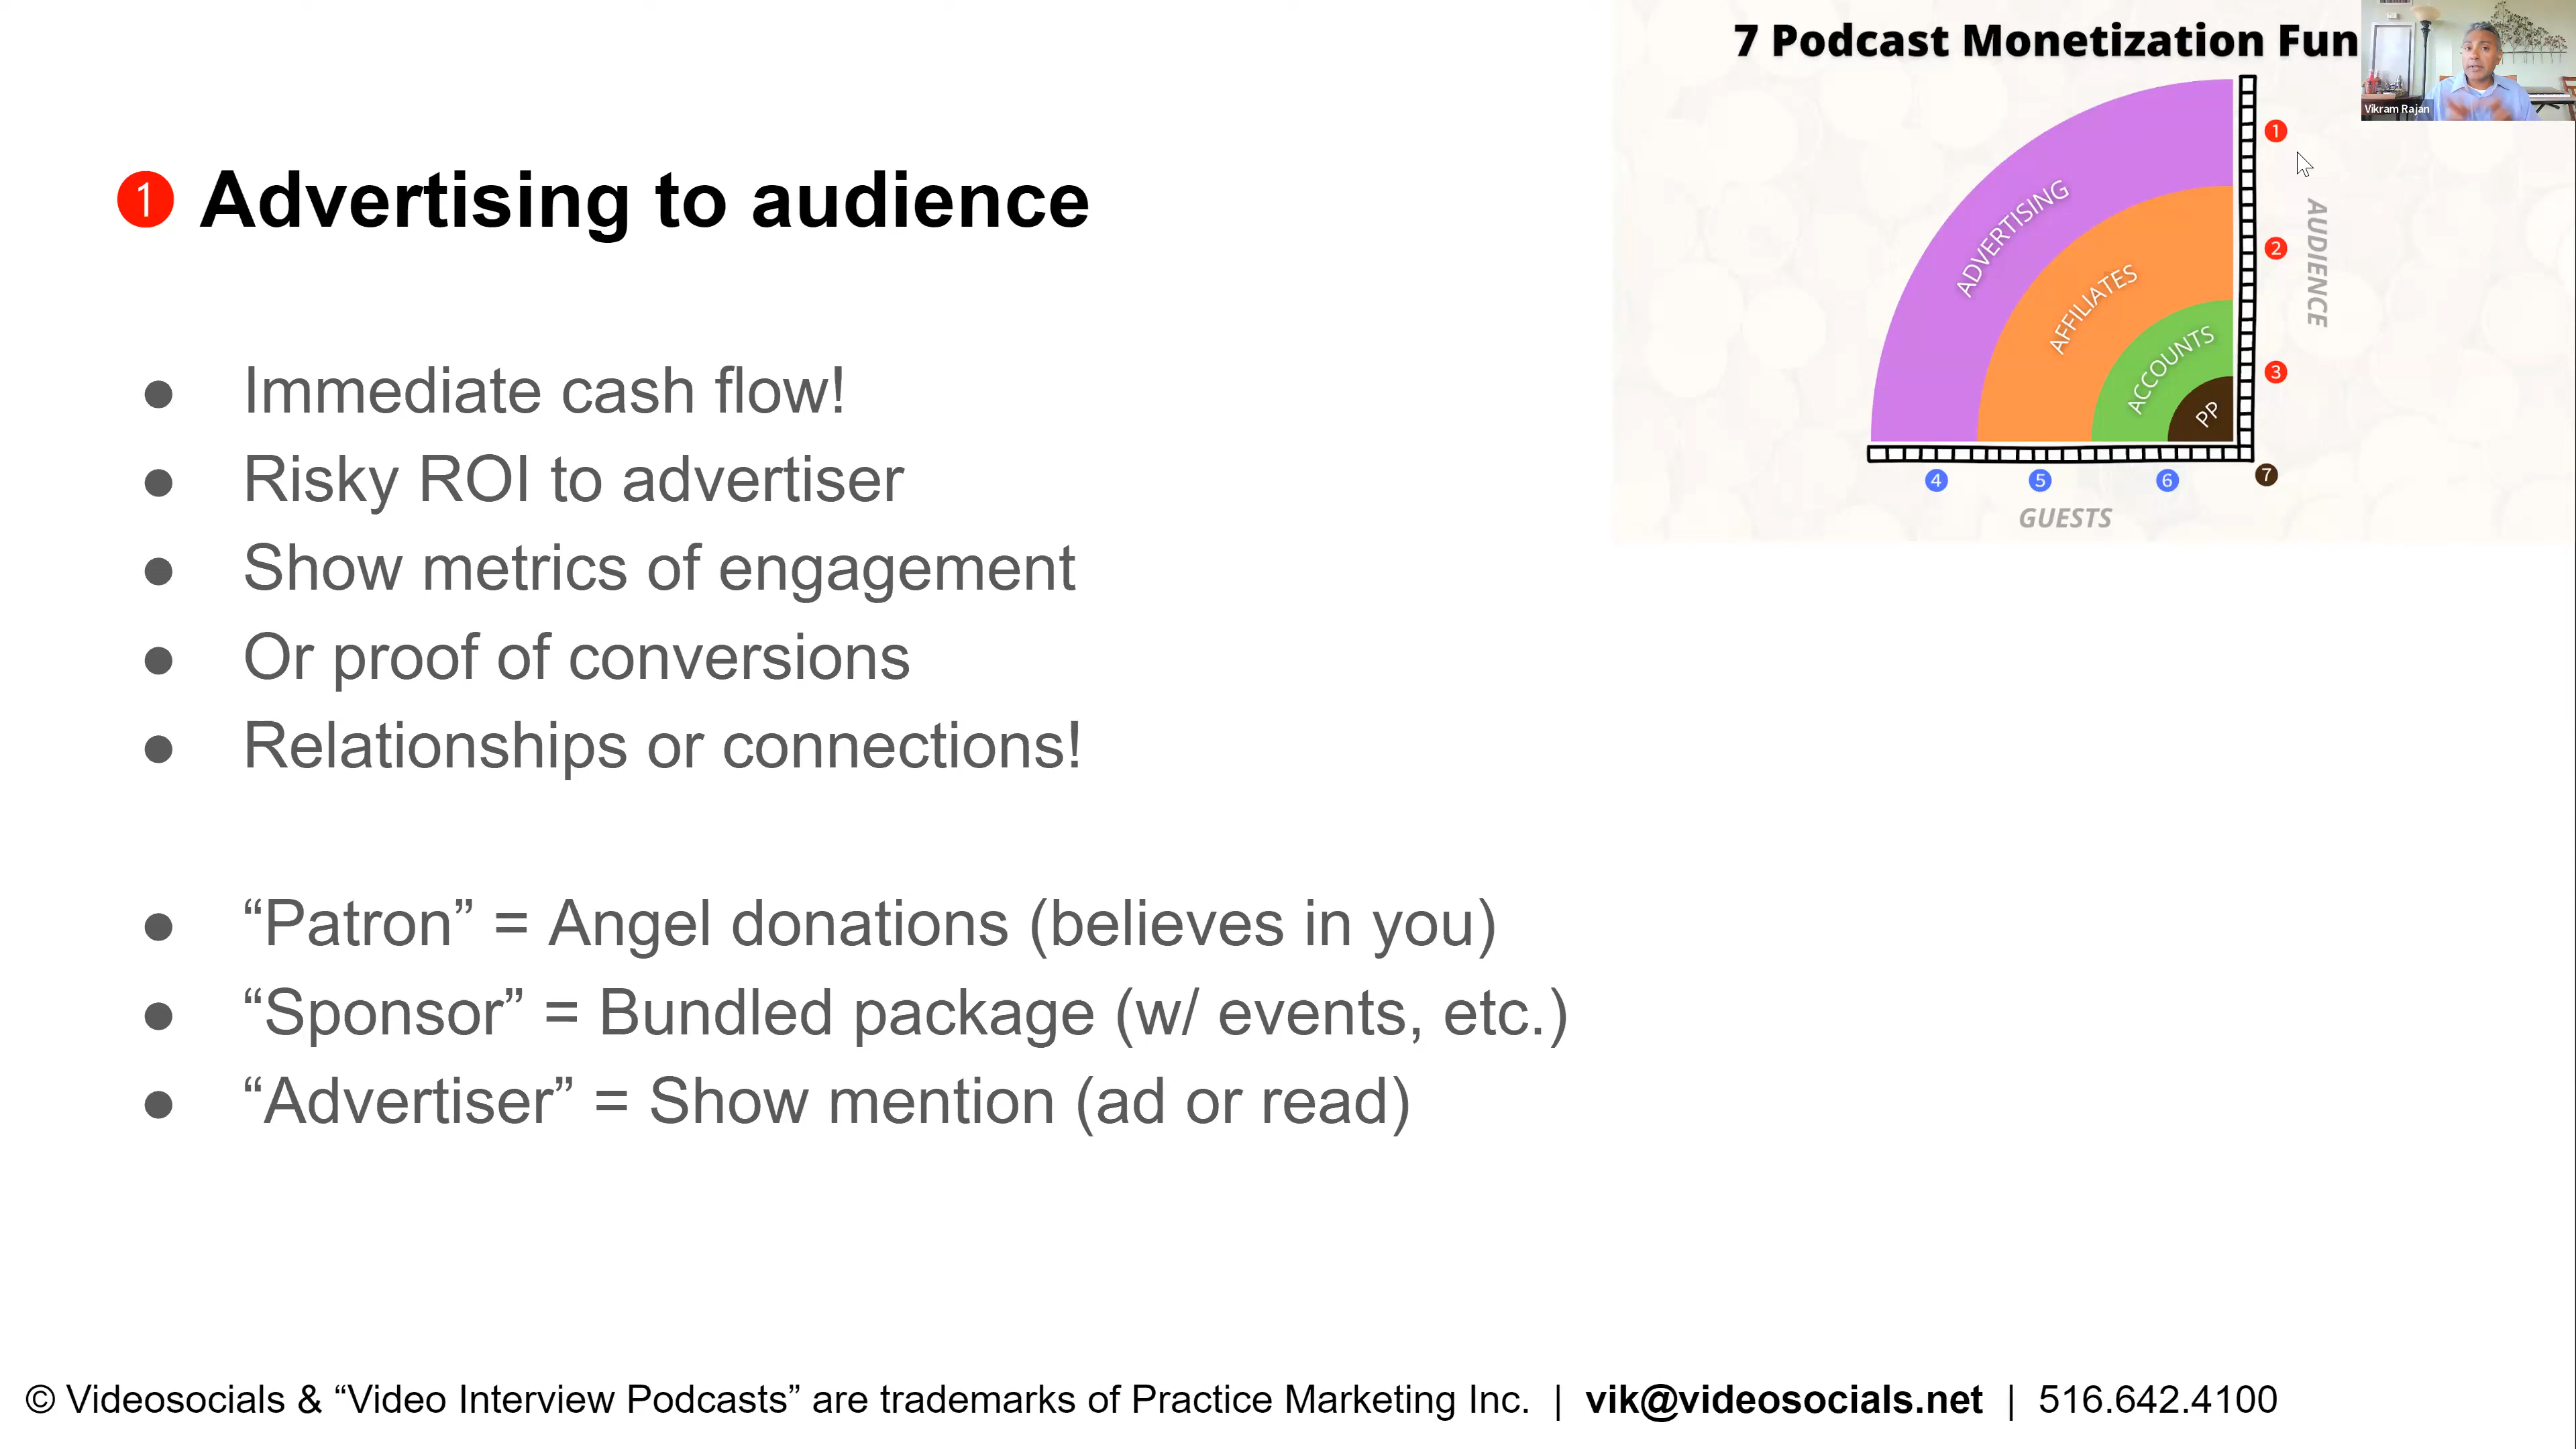 7 Podcast Monetization Fun
Vikram Rajan
❶ Advertising to audience
● Immediate cash flow!
● Risky ROI to advertiser
● Show metrics of engagement
● Or proof of conversions
● Relationships or connections!
● “Patron” = Angel donations (believes in you)
● “Sponsor” = Bundled package (w/ events, etc.)
● “Advertiser” = Show mention (ad or read)
ADVERTISING
AFFILIATES
ACCOUNTS
PP
1
2
3
AUDIENCE
4 5 6 7
GUESTS
© Videosocials & “Video Interview Podcasts” are trademarks of Practice Marketing Inc. | vik@videosocials.net | 516.642.4100